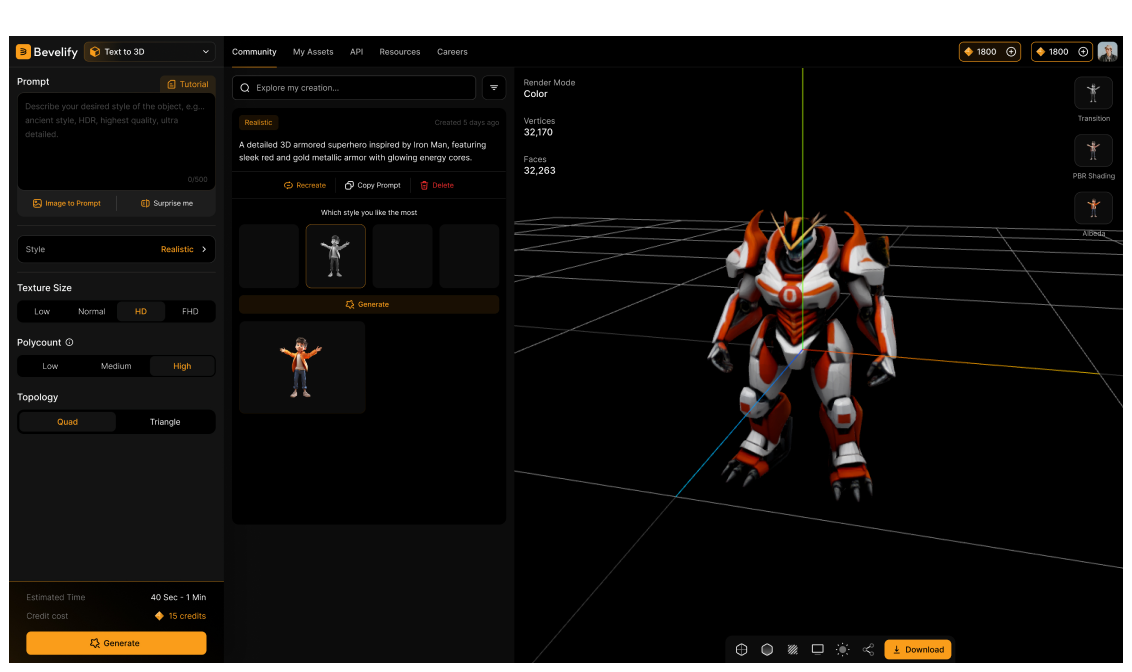 Bevelify
Text to 3D
Community
My Assets
API
Resources
Careers
1800
1800
Prompt
Tutorial
Describe your desired style of the object, e.g...
ancient style, HDR, highest quality, ultra
detailed.
0/500
Image to Prompt
Surprise me
Style
Realistic
Texture Size
Low
Normal
HD
FHD
Polycount
Low
Medium
High
Topology
Quad
Triangle
Estimated Time
40 Sec - 1 Min
Credit cost
15 credits
Generate
Explore my creation...
Realistic
Created 5 days ago
A detailed 3D armored superhero inspired by Iron Man, featuring
sleek red and gold metallic armor with glowing energy cores.
Recreate
Copy Prompt
Delete
Which style you like the most
Generate
Render Mode
Color
Vertices
32,170
Faces
32,263
Transition
PBR Shading
Albeda
Download